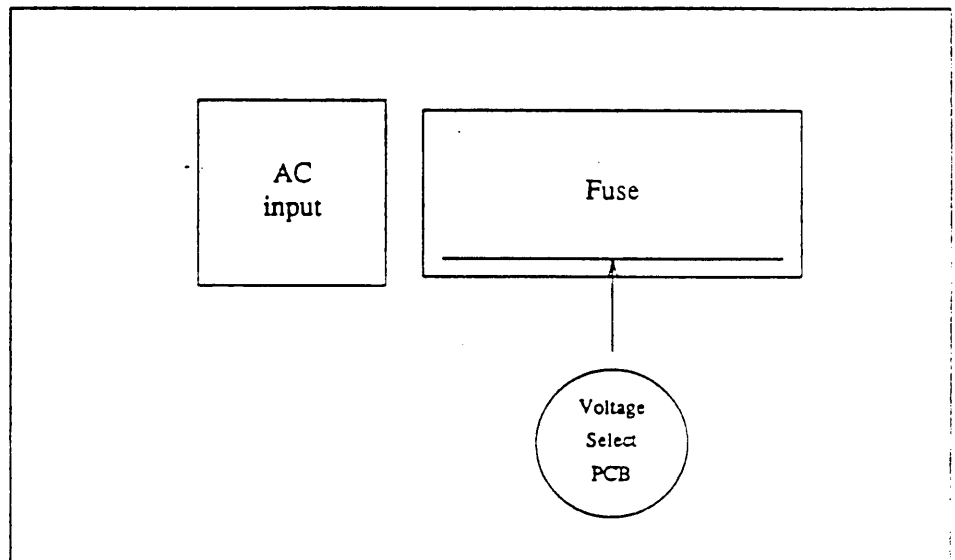 AC
input
Fuse
Voltage
Select
PCB